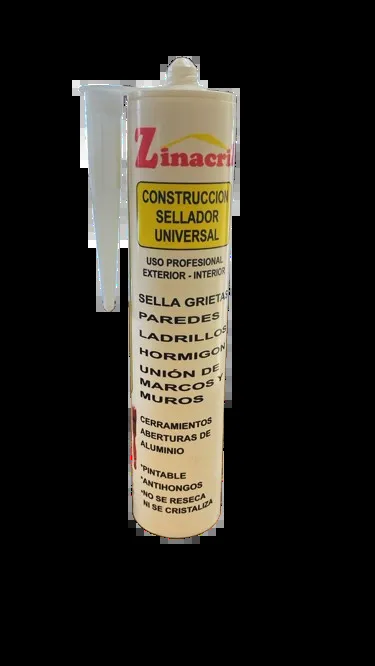 Zinacril
CONSTRUCCION
SELLADOR
UNIVERSAL
USO PROFESIONAL
EXTERIOR - INTERIOR
SELLA GRIETAS
PAREDES
LADRILLOS
HORMIGON
UNIÓN DE
MARCOS Y
MUROS
CERRAMIENTOS
ABERTURAS DE
ALUMINIO
*PINTABLE
*ANTIHONGOS
*NO SE RESECA
NI SE CRISTALIZA